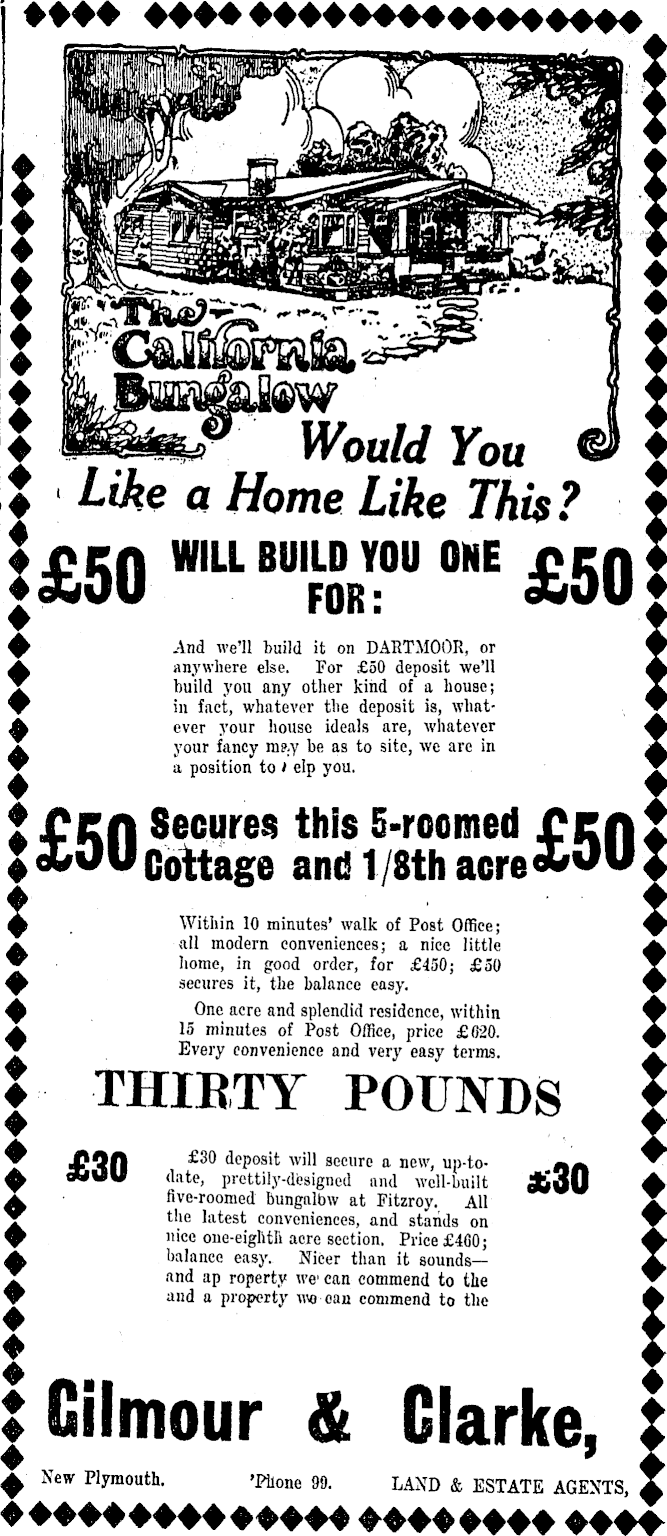 The
California
Bungalow
Would You
Like a Home Like This?
£50 WILL BUILD YOU ONE £50
FOR:
And we'll build it on DARTMOOR, or
anywhere else. For £50 deposit we'll
build you any other kind of a house;
in fact, whatever the deposit is, what-
ever your house ideals are, whatever
your fancy may be as to site, we are in
a position to elp you.
£50 Secures this 5-roomed £50
Cottage and 1/8th acre
Within 10 minutes' walk of Post Office;
all modern conveniences; a nice little
home, in good order, for £450; £50
secures it, the balance easy.
One acre and splendid residence, within
15 minutes of Post Office, price £620.
Every convenience and very easy terms.
THIRTY POUNDS
£30 £30
£30 deposit will secure a new, up-to-
date, prettily-designed and well-built
five-roomed bungalow at Fitzroy. All
the latest conveniences, and stands on
nice one-eighth acre section. Price £460;
balance easy. Nicer than it sounds—
and ap roperty we can commend to the
and a property we can commend to the
Gilmour & Clarke,
New Plymouth. 'Phone 99. LAND & ESTATE AGENTS,